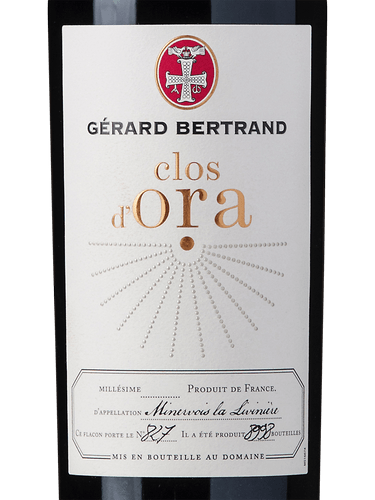 GÉRARD BERTRAND
clos
d'ora
MILLÉSIME PRODUIT DE FRANCE.
D'APPELLATION Minervois la Livinière
CE FLACON PORTE LE N° 827 IL A ÉTÉ PRODUIT 8993 BOUTEILLES
MIS EN BOUTEILLE AU DOMAINE